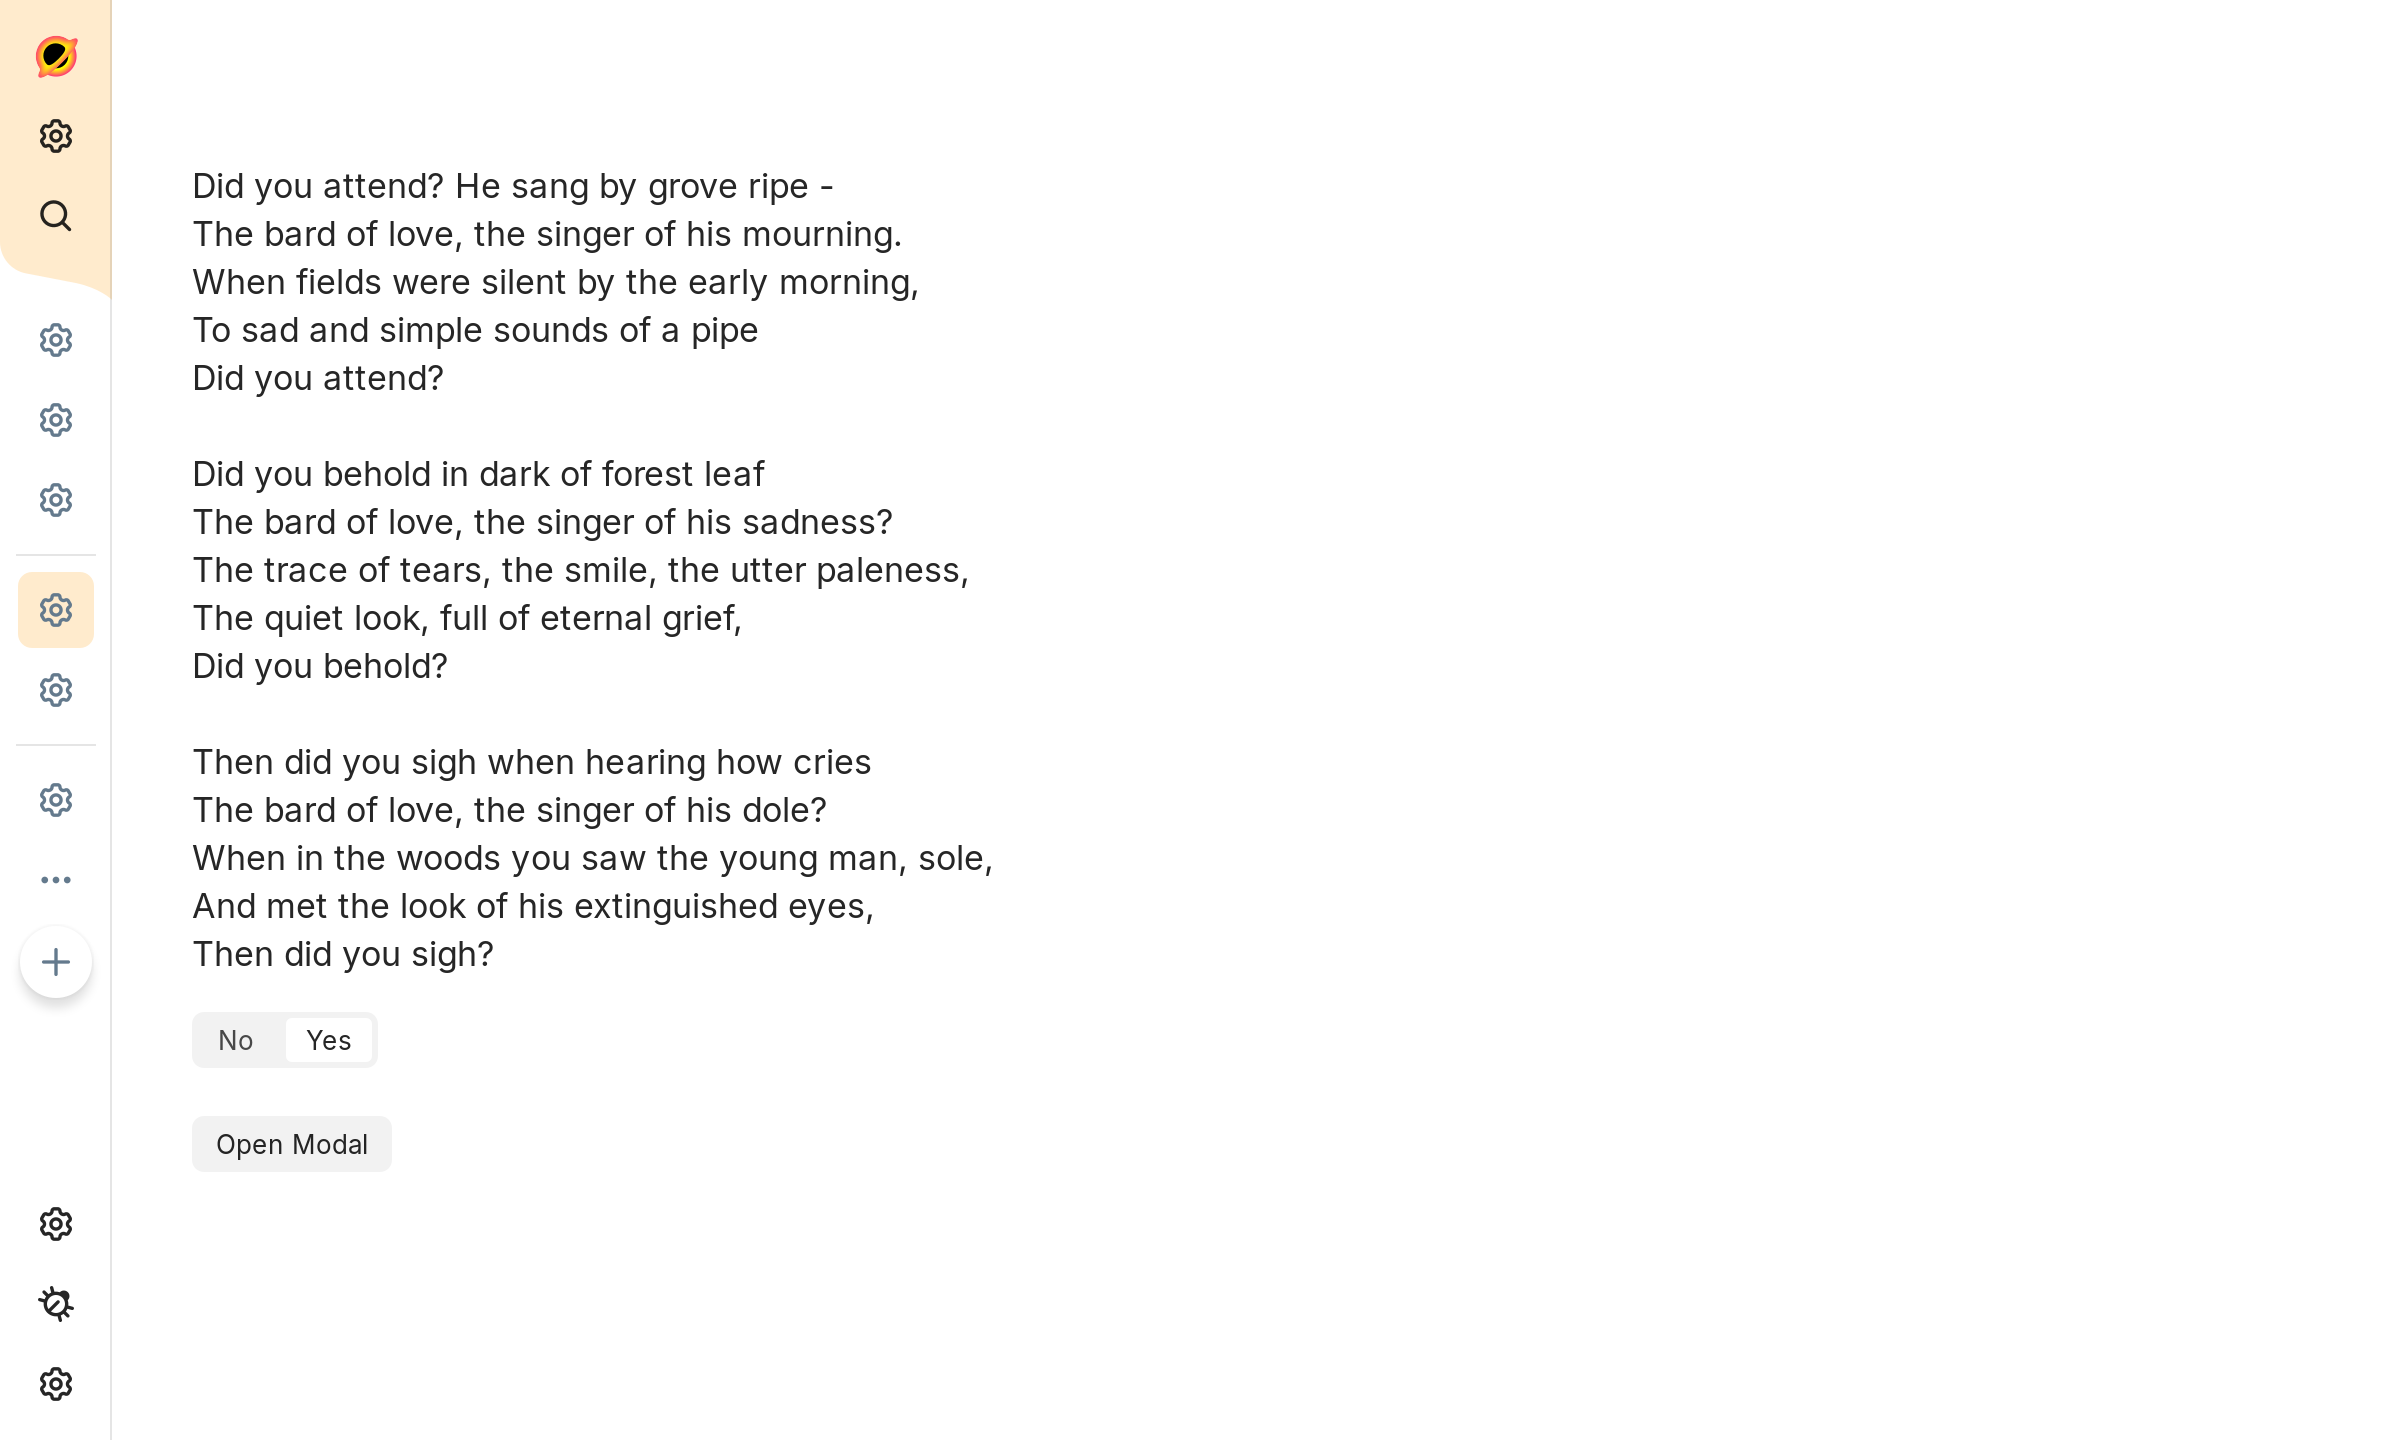 Did you attend? He sang by grove ripe -
The bard of love, the singer of his mourning.
When fields were silent by the early morning,
To sad and simple sounds of a pipe
Did you attend?
Did you behold in dark of forest leaf
The bard of love, the singer of his sadness?
The trace of tears, the smile, the utter paleness,
The quiet look, full of eternal grief,
Did you behold?
Then did you sigh when hearing how cries
The bard of love, the singer of his dole?
When in the woods you saw the young man, sole,
And met the look of his extinguished eyes,
Then did you sigh?
No Yes
Open Modal